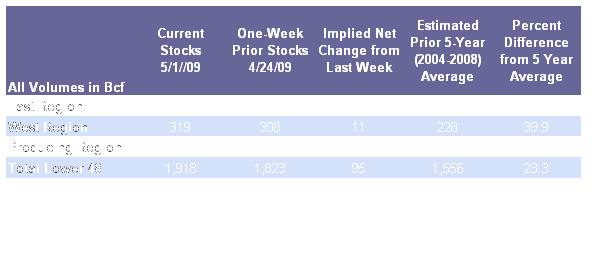 All Volumes in Bcf
Current Stocks 5/1//09
One-Week Prior Stocks 4/24/09
Implied Net Change from Last Week
Estimated Prior 5-Year (2004-2008) Average
Percent Difference from 5 Year Average
East Region
West Region 319 308 11 228 39.9
Producing Region
Total Lower 48 1,918 1,823 95 1,556 23.3